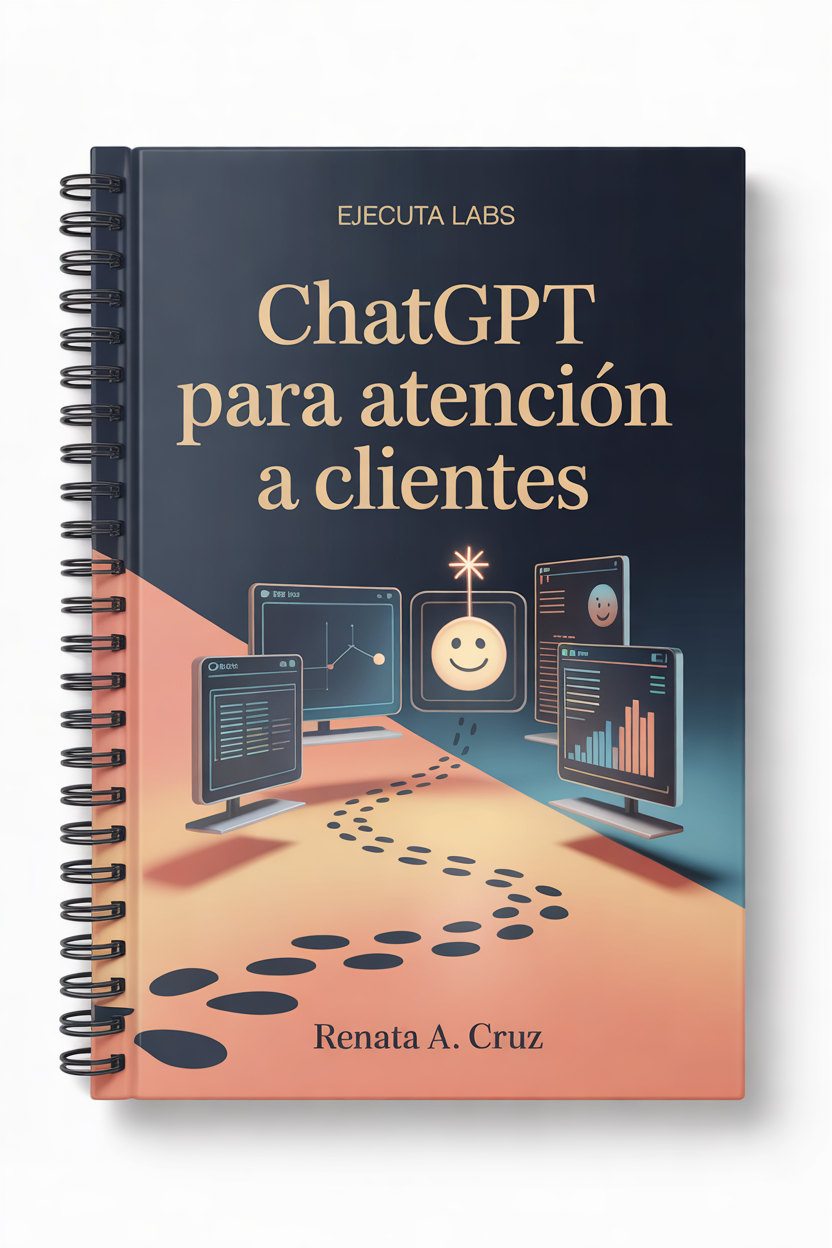 EJECUTA LABS
ChatGPT
para atención
a clientes
Renata A. Cruz